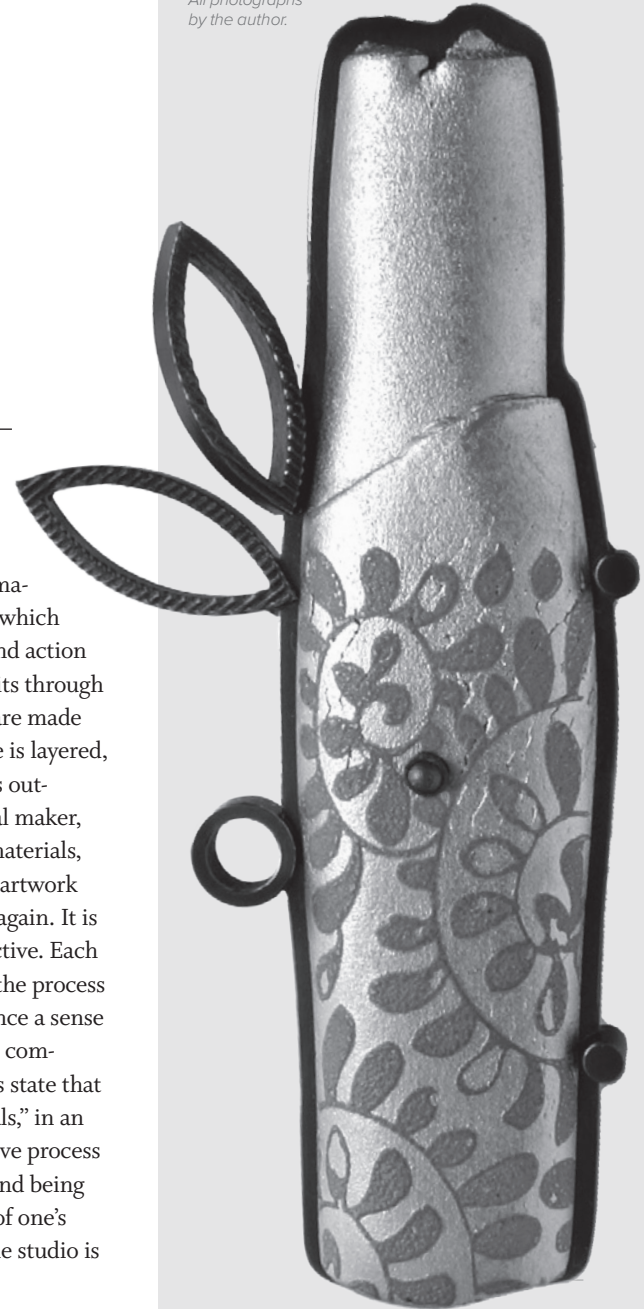 All photographs
by the author.
ma-
which
nd action
its through
are made
e is layered,
s out-
al maker,
materials,
artwork
again. It is
ctive. Each
the process
nce a sense
com-
s state that
ls,” in an
ve process
nd being
of one’s
e studio is